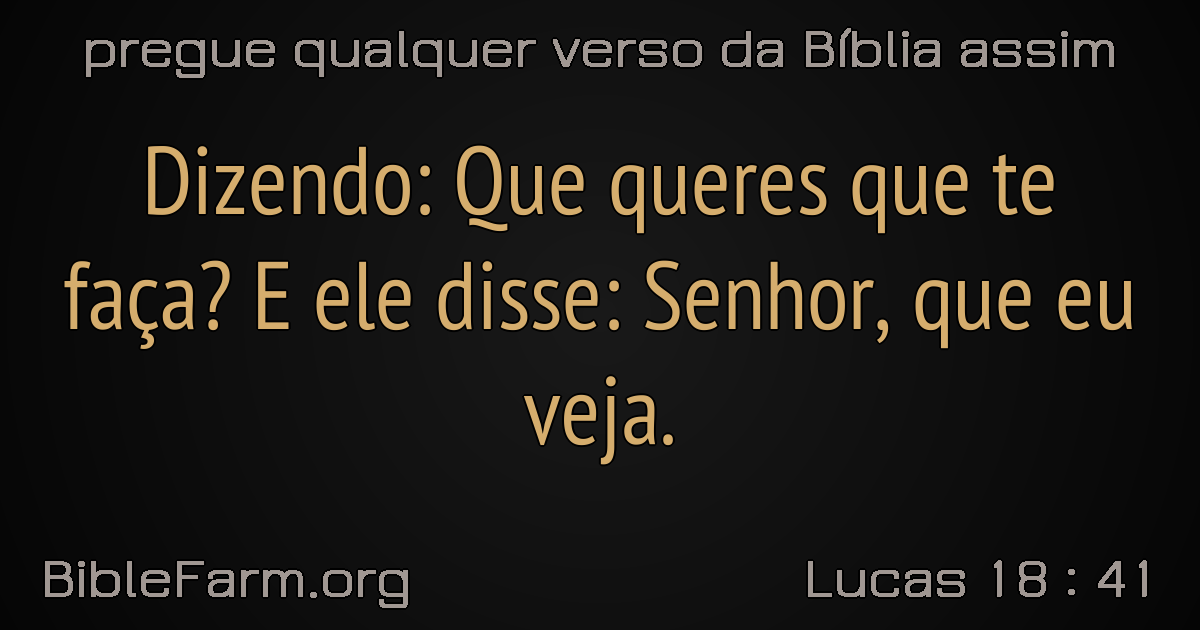 pregue qualquer verso da Bíblia assim
Dizendo: Que queres que te
faça? E ele disse: Senhor, que eu
veja.
BibleFarm.org
Lucas 18 : 41